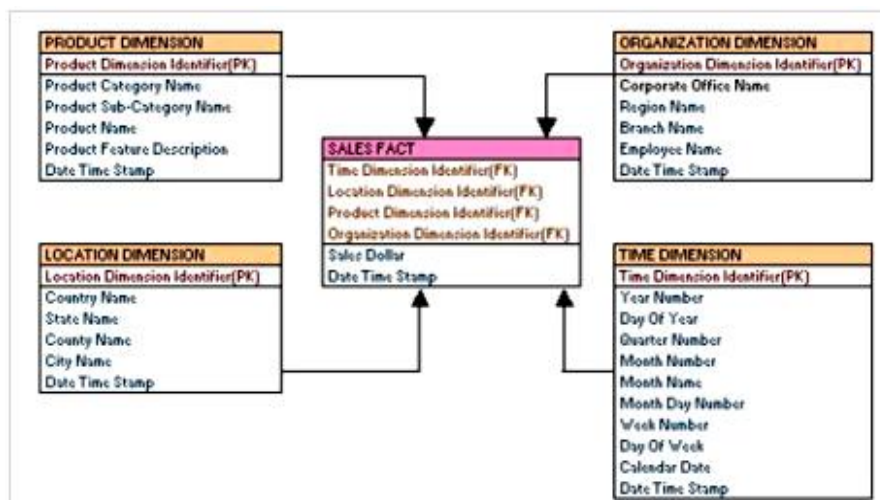 PRODUCT DIMENSION
Product Dimension Identifier(PK)
Product Category Name
Product Sub-Category Name
Product Name
Product Feature Description
Date Time Stamp
ORGANIZATION DIMENSION
Organization Dimension Identifier(PK)
Corporate Office Name
Region Name
Branch Name
Employee Name
Date Time Stamp
SALES FACT
Time Dimension Identifier(FK)
Location Dimension Identifier(FK)
Product Dimension Identifier(FK)
Organization Dimension Identifier(FK)
Sales Dollar
Date Time Stamp
LOCATION DIMENSION
Location Dimension Identifier(PK)
Country Name
State Name
County Name
City Name
Date Time Stamp
TIME DIMENSION
Time Dimension Identifier(PK)
Year Number
Day Of Year
Quarter Number
Month Number
Month Name
Month Day Number
Week Number
Day Of Week
Calendar Date
Date Time Stamp